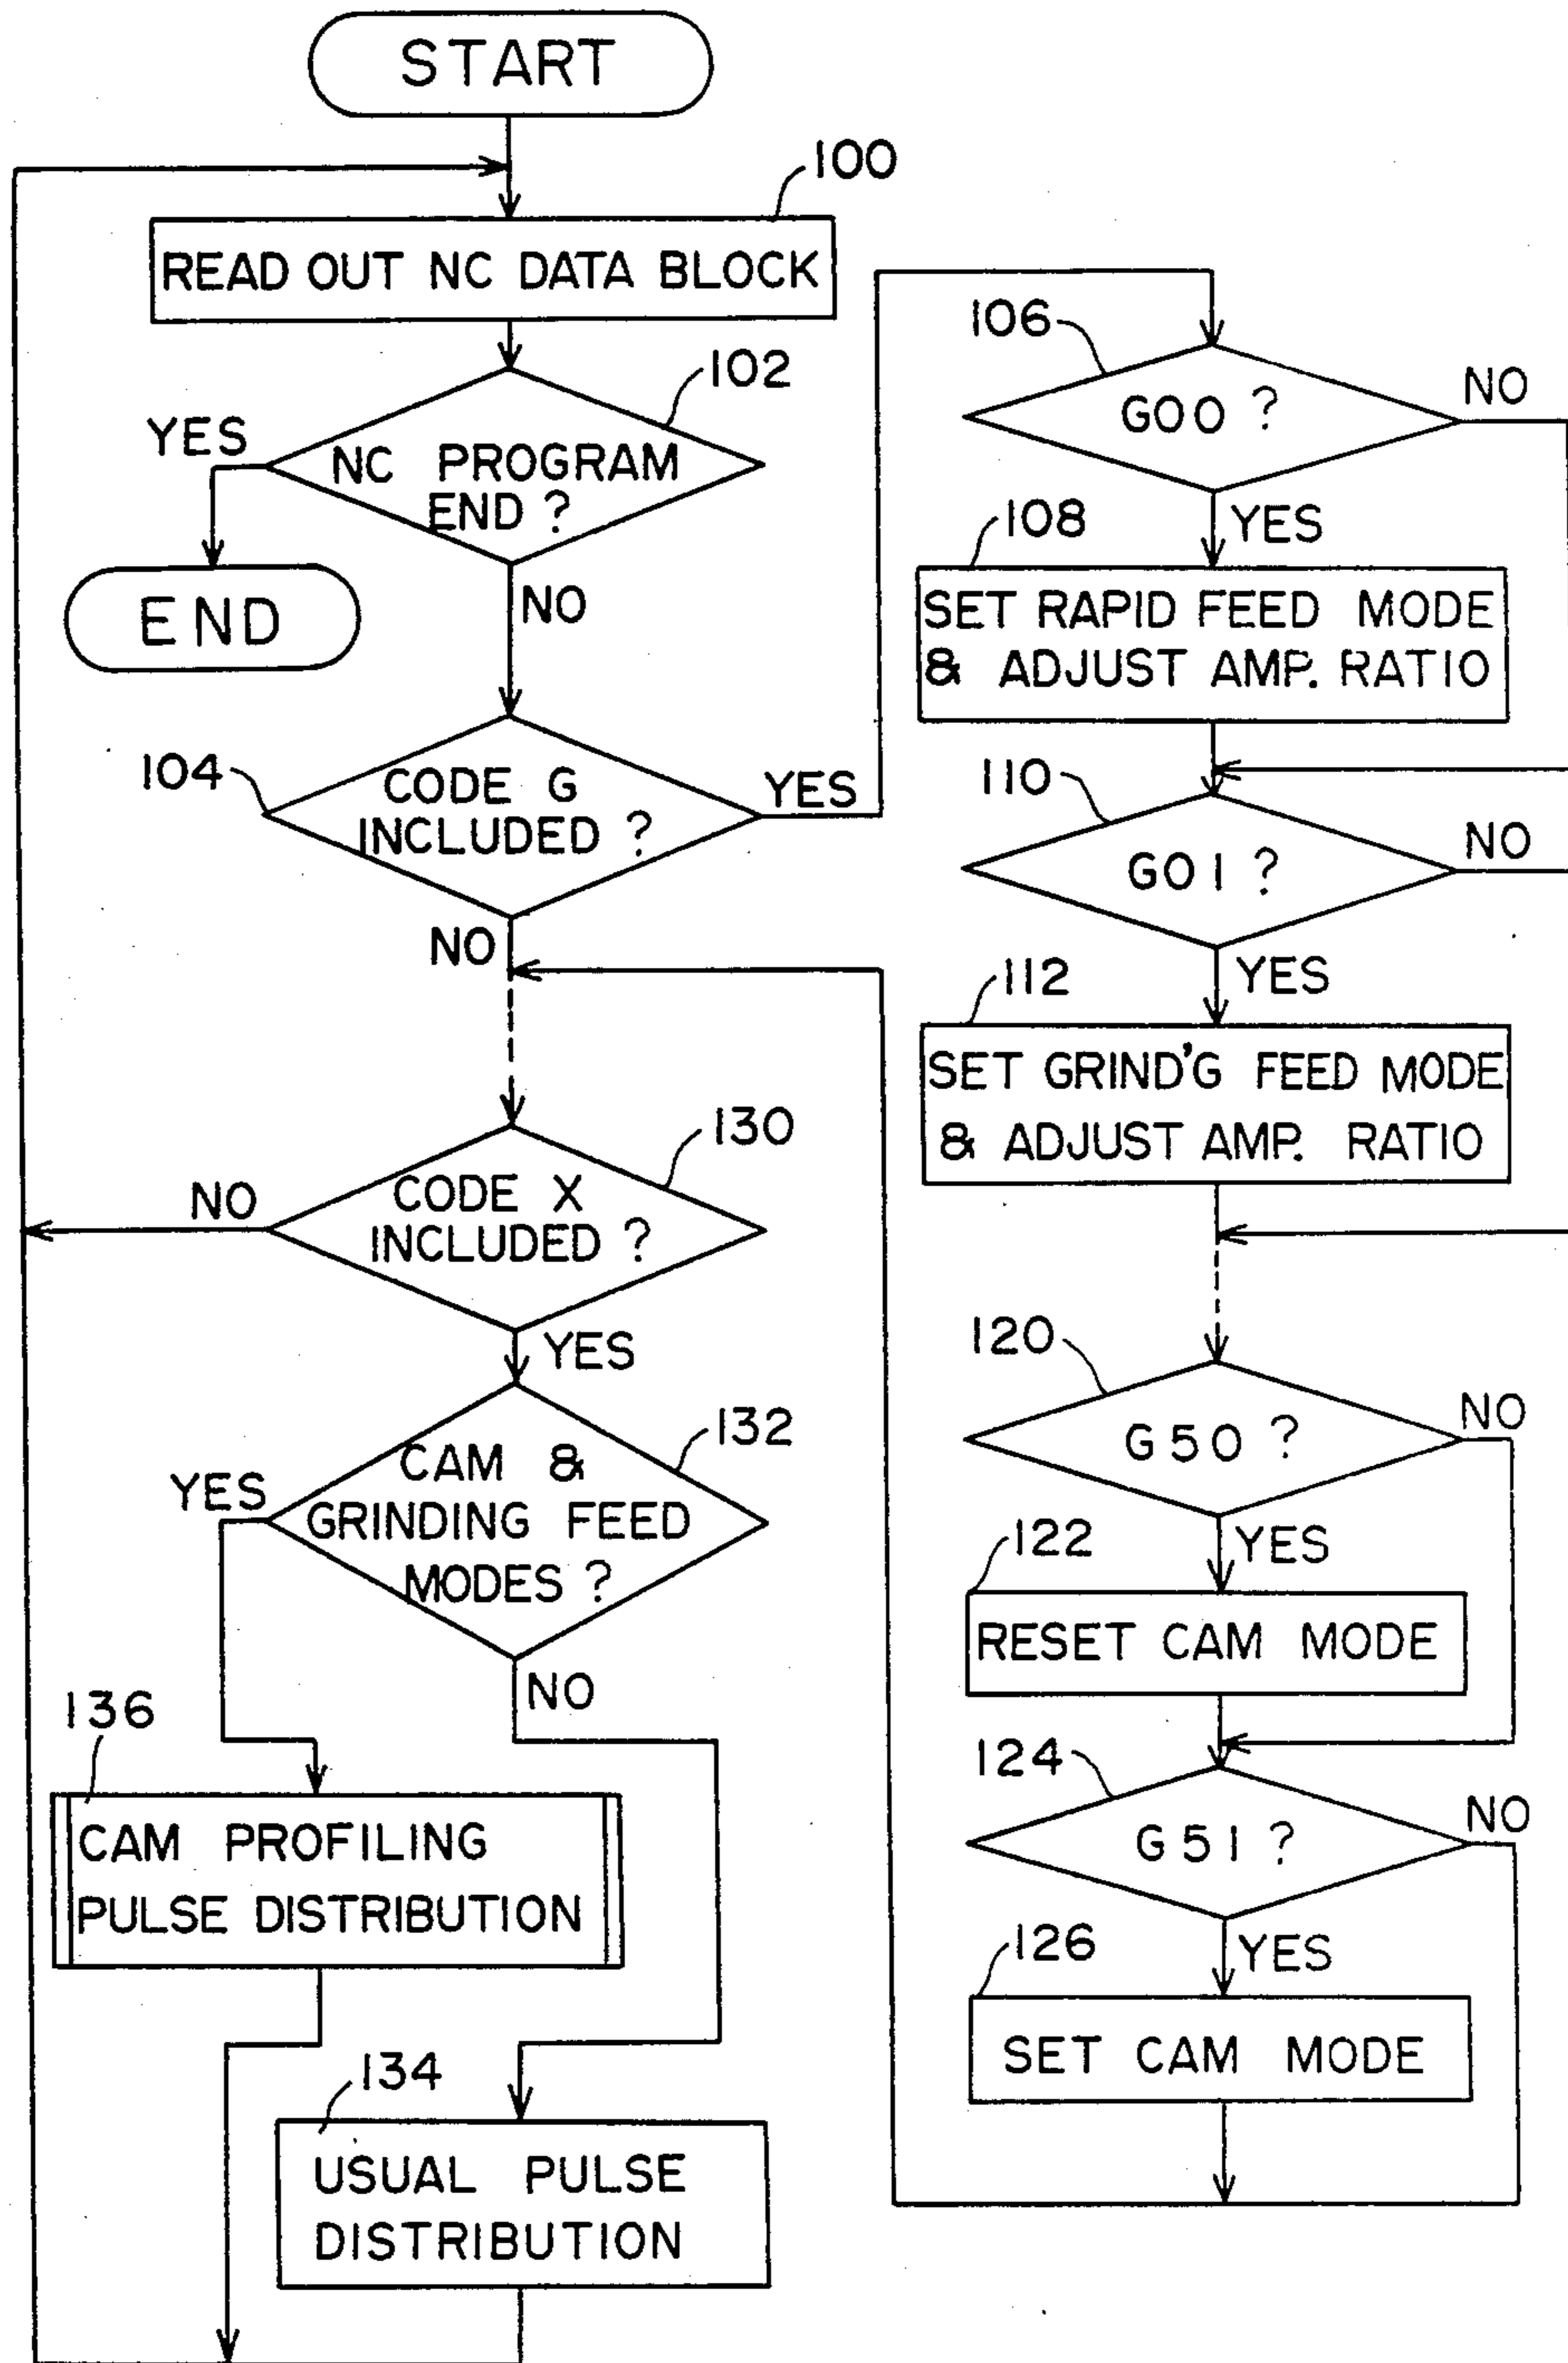 START
100
READ OUT NC DATA BLOCK
102
YES
NC PROGRAM
END ?
END
NO
104
CODE G
INCLUDED ?
YES
NO
106
G00 ?
NO
YES
108
SET RAPID FEED MODE
& ADJUST AMP. RATIO
110
G01 ?
NO
YES
112
SET GRIND'G FEED MODE
& ADJUST AMP. RATIO
120
G50 ?
NO
YES
122
RESET CAM MODE
124
G51 ?
NO
YES
126
SET CAM MODE
130
CODE X
INCLUDED ?
NO
YES
132
CAM &
GRINDING FEED
MODES ?
YES
NO
136
CAM PROFILING
PULSE DISTRIBUTION
134
USUAL PULSE
DISTRIBUTION